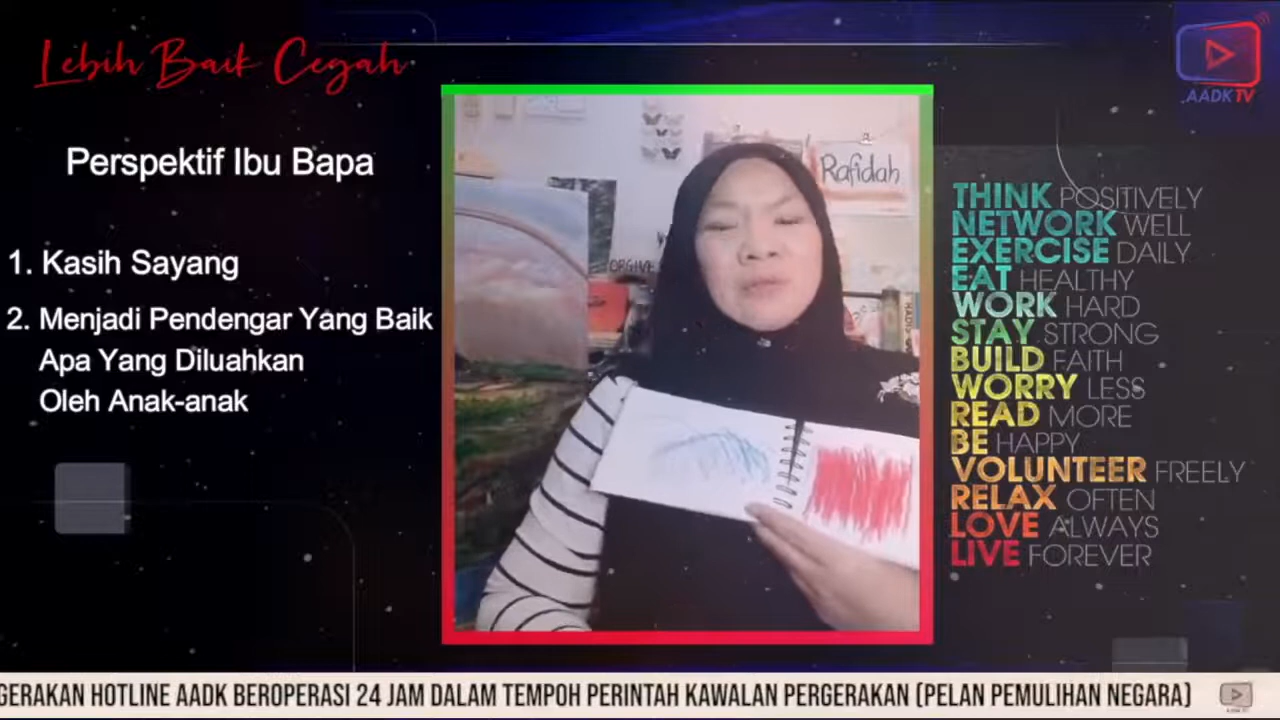 Lebih Baik Cegah
AADK TV
Perspektif Ibu Bapa
1. Kasih Sayang
2. Menjadi Pendengar Yang Baik
Apa Yang Diluahkan
Oleh Anak-anak
Rafidah
THINK POSITIVELY
NETWORK WELL
EXERCISE DAILY
EAT HEALTHY
WORK HARD
STAY STRONG
BUILD FAITH
WORRY LESS
READ MORE
BE HAPPY
VOLUNTEER FREELY
RELAX OFTEN
LOVE ALWAYS
LIVE FOREVER
GERAKAN HOTLINE AADK BEROPERASI 24 JAM DALAM TEMPOH PERINTAH KAWALAN PERGERAKAN (PELAN PEMULIHAN NEGARA)